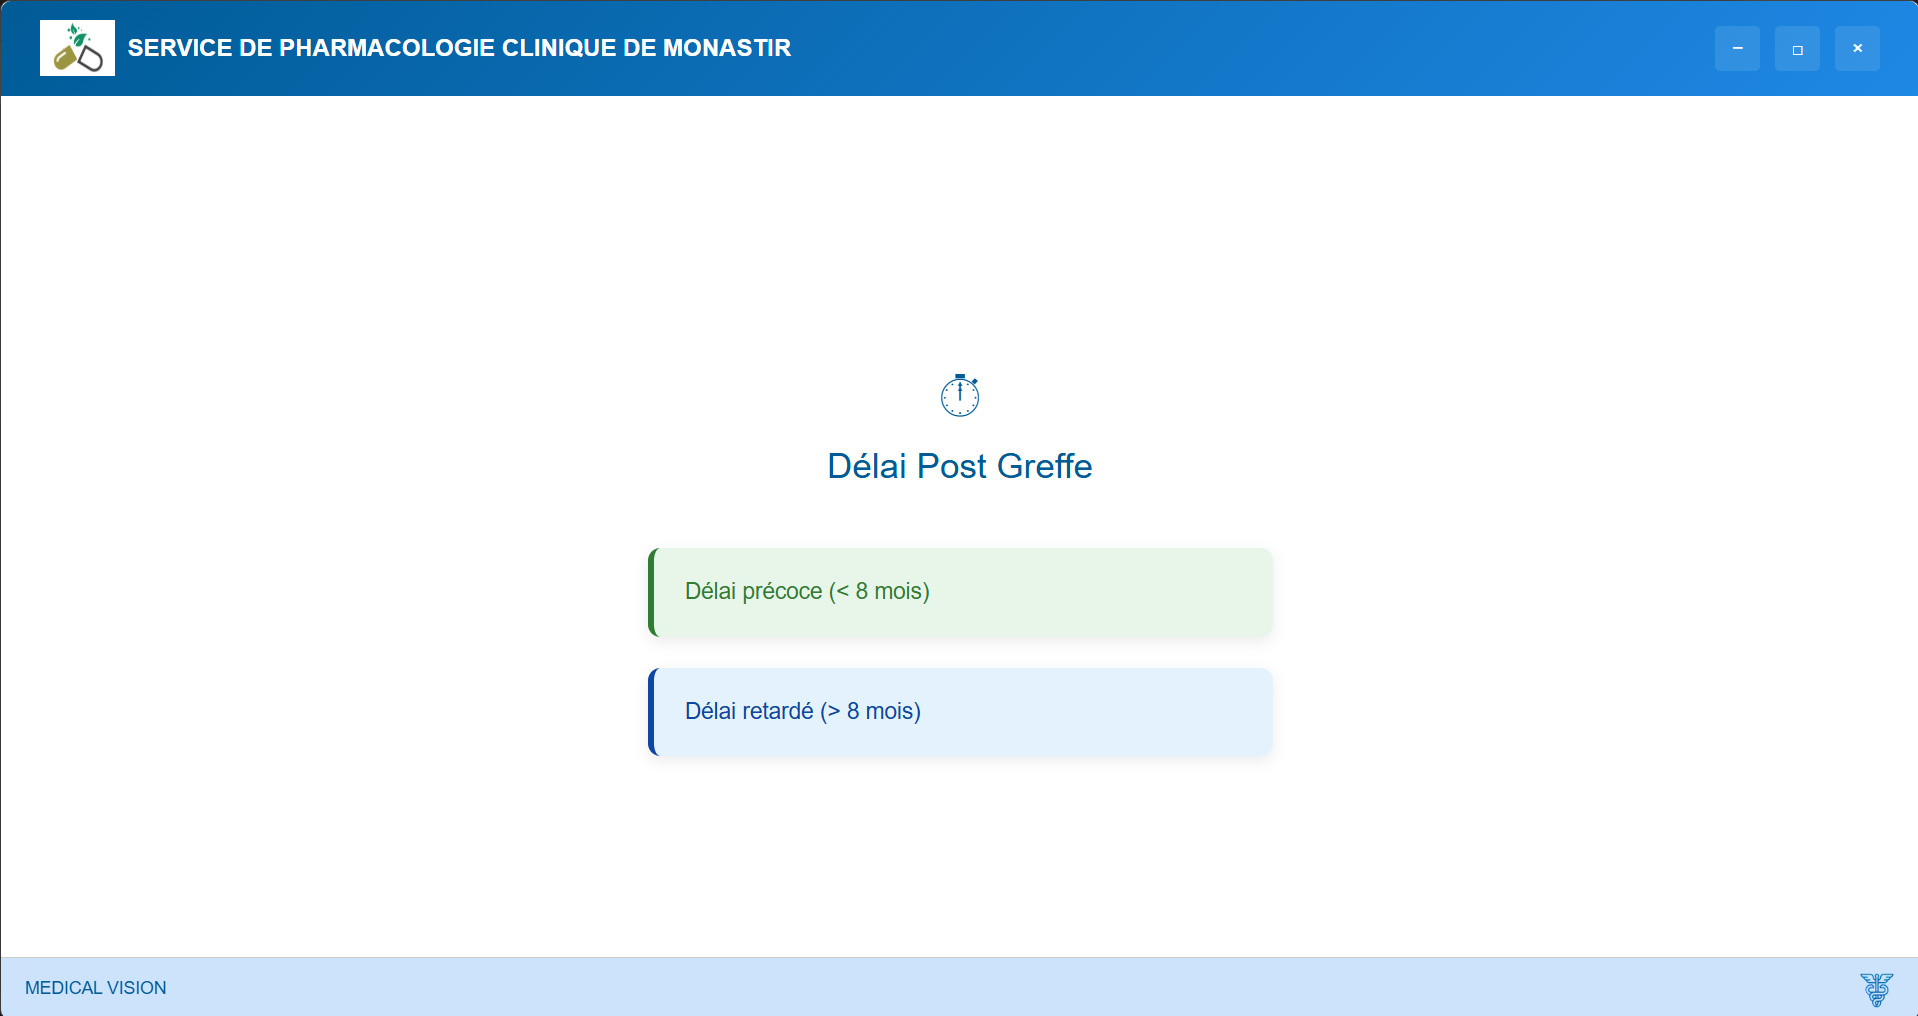 SERVICE DE PHARMACOLOGIE CLINIQUE DE MONASTIR
Délai Post Greffe
Délai précoce (< 8 mois)
Délai retardé (> 8 mois)
MEDICAL VISION